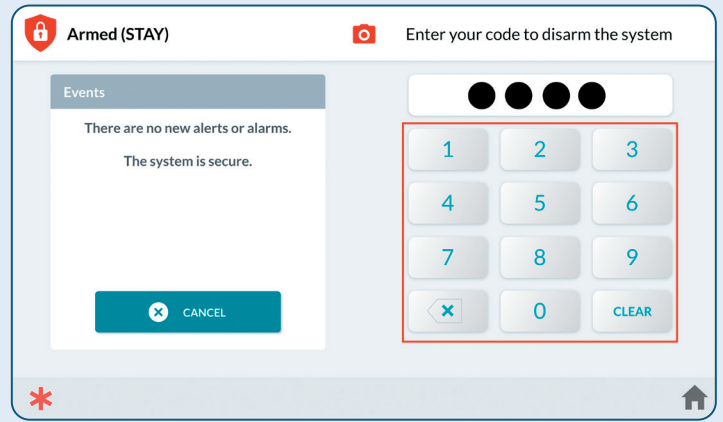 Armed (STAY)
Enter your code to disarm the system
Events
There are no new alerts or alarms.
The system is secure.
CANCEL
1 2 3
4 5 6
7 8 9
0 CLEAR